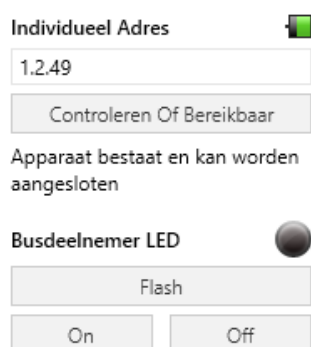 Individueel Adres
1.2.49
Controleren Of Bereikbaar
Apparaat bestaat en kan worden
aangesloten
Busdeelnemer LED
Flash
On Off